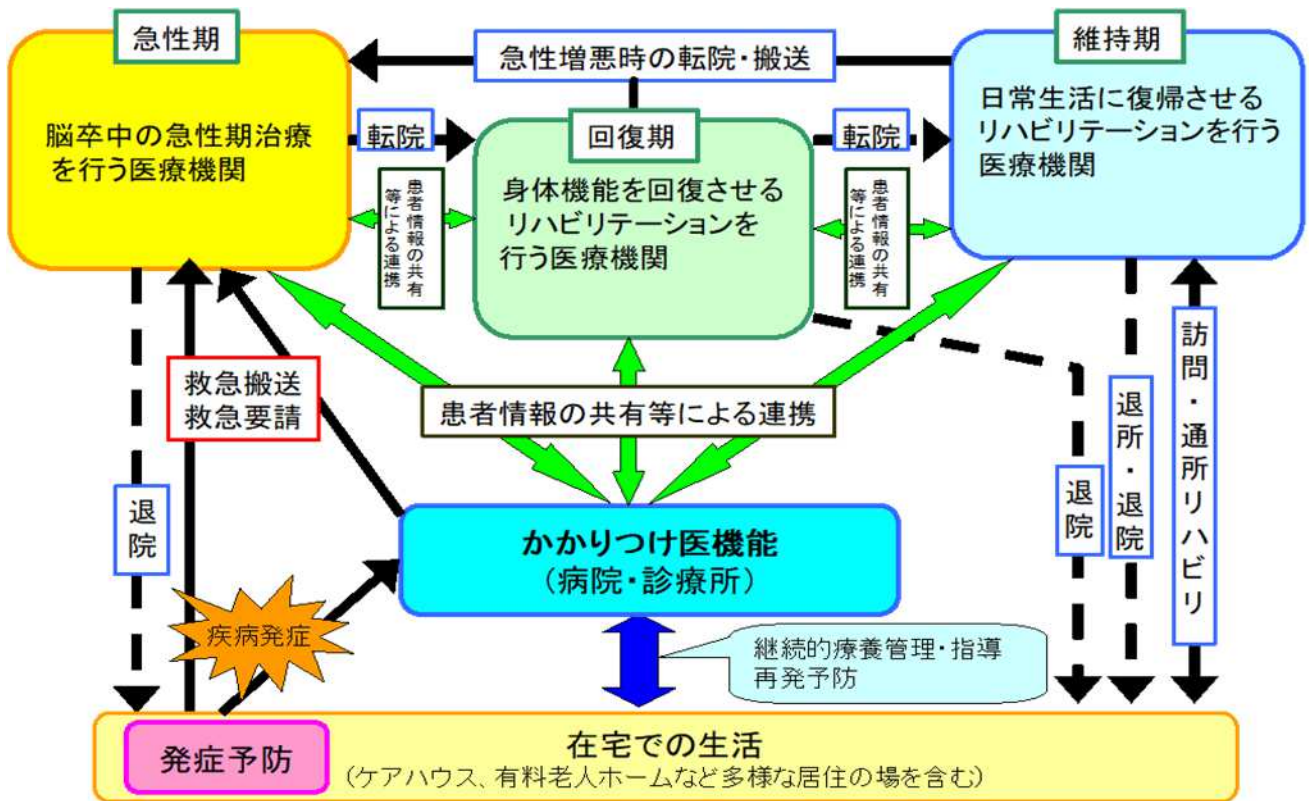 急性期
脳卒中の急性期治療
を行う医療機関
急性増悪時の転院・搬送
維持期
日常生活に復帰させる
リハビリテーションを行う
医療機関
転院
回復期
転院
身体機能を回復させる
リハビリテーションを
行う医療機関
患者情報の共有
等による連携
患者情報の共有
等による連携
救急搬送
救急要請
患者情報の共有等による連携
訪問・通所リハビリ
退所・退院
退院
退院
かかりつけ医機能
（病院・診療所）
疾病発症
継続的療養管理・指導
再発予防
発症予防
在宅での生活
（ケアハウス、有料老人ホームなど多様な居住の場を含む）